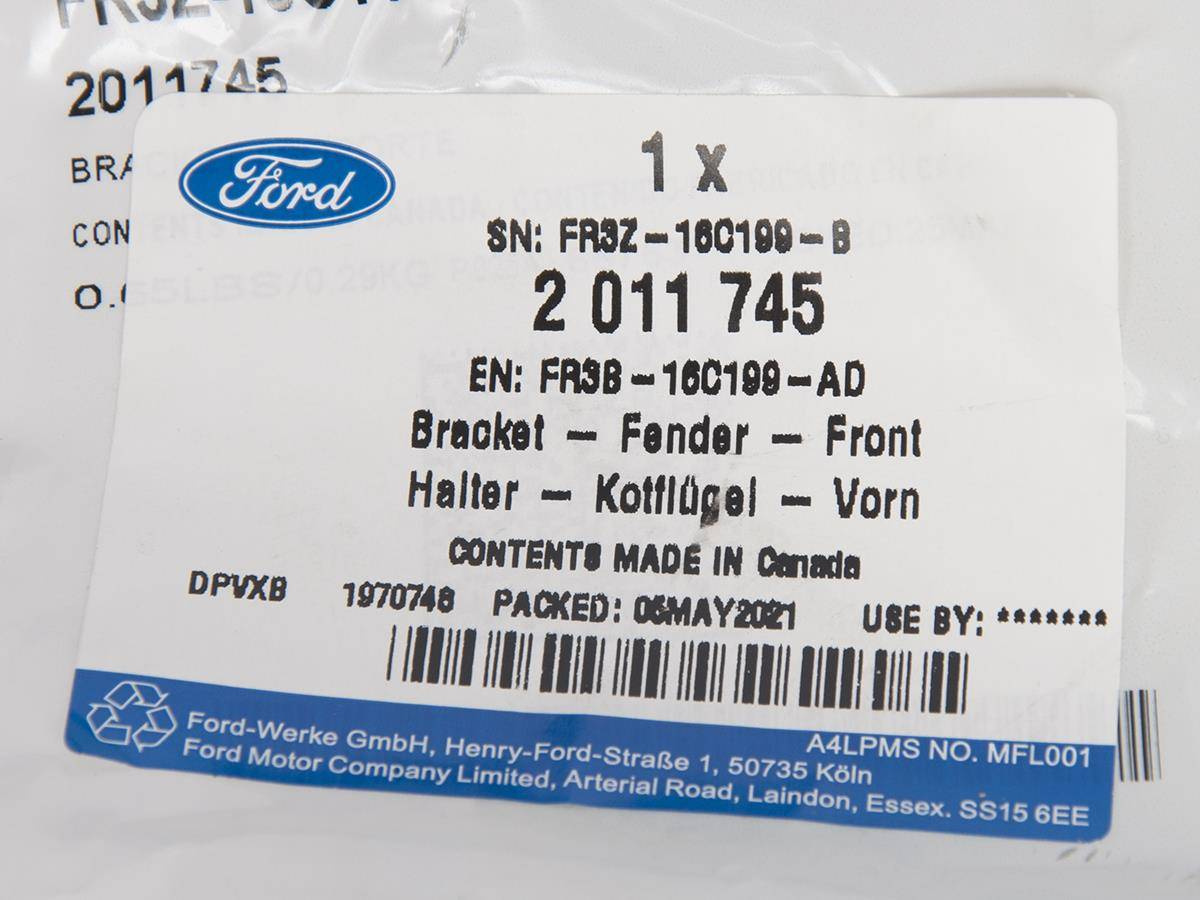 2011745
Ford
1 x
SN: FR3Z-16C199-B
2 011 745
EN: FR3B-16C199-AD
Bracket - Fender - Front
Halter - Kotflügel - Vorn
CONTENTS MADE IN Canada
DPVXB 1970746 PACKED: 05MAY2021 USE BY: *******
A4LPMS NO. MFL001
Ford-Werke GmbH, Henry-Ford-Straße 1, 50735 Köln
Ford Motor Company Limited, Arterial Road, Laindon, Essex. SS15 6EE